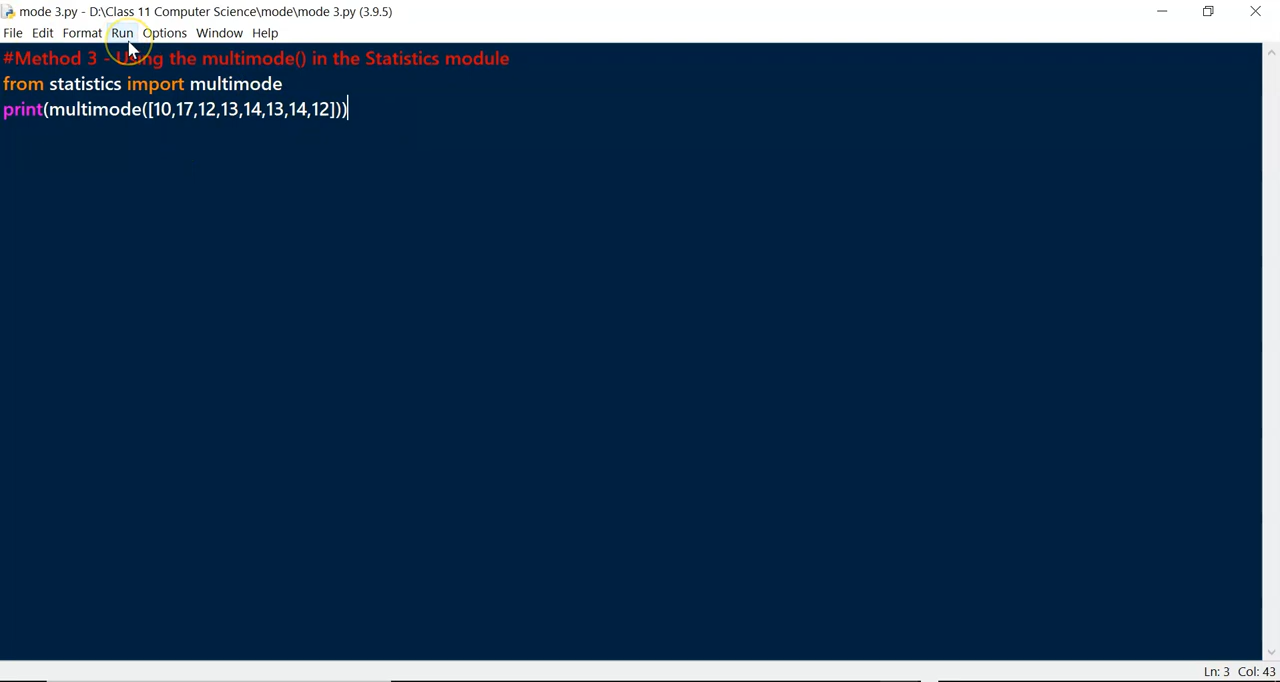 mode 3.py - D:\Class 11 Computer Science\mode\mode 3.py (3.9.5)
File Edit Format Run Options Window Help
#Method 3 - Using the multimode() in the Statistics module
from statistics import multimode
print(multimode([10,17,12,13,14,13,14,12]))
Ln: 3 Col: 43